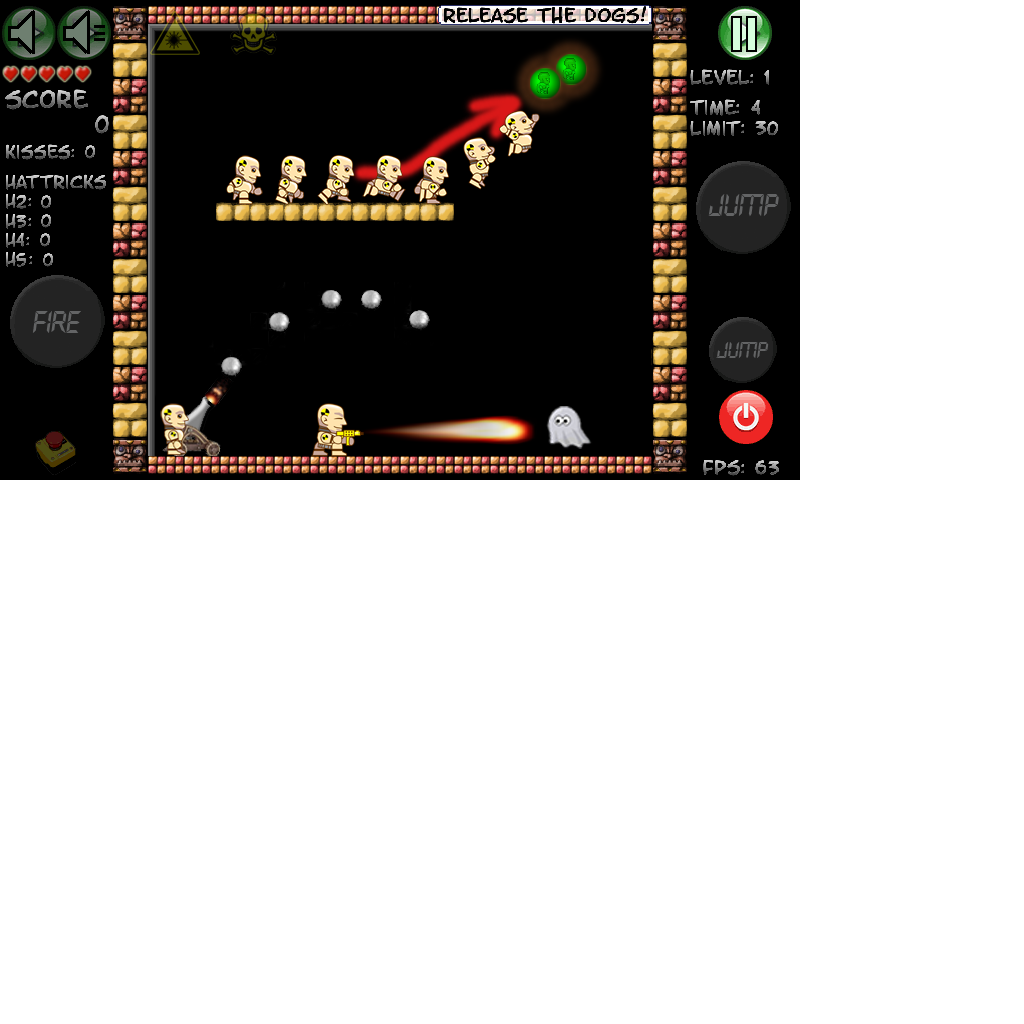 RELEASE THE DOGS!
SCORE
0
KISSES: 0
HATTRICKS
H2: 0
H3: 0
H4: 0
H5: 0
FIRE
LEVEL: 1
TIME: 4
LIMIT: 30
JUMP
JUMP
FPS: 63